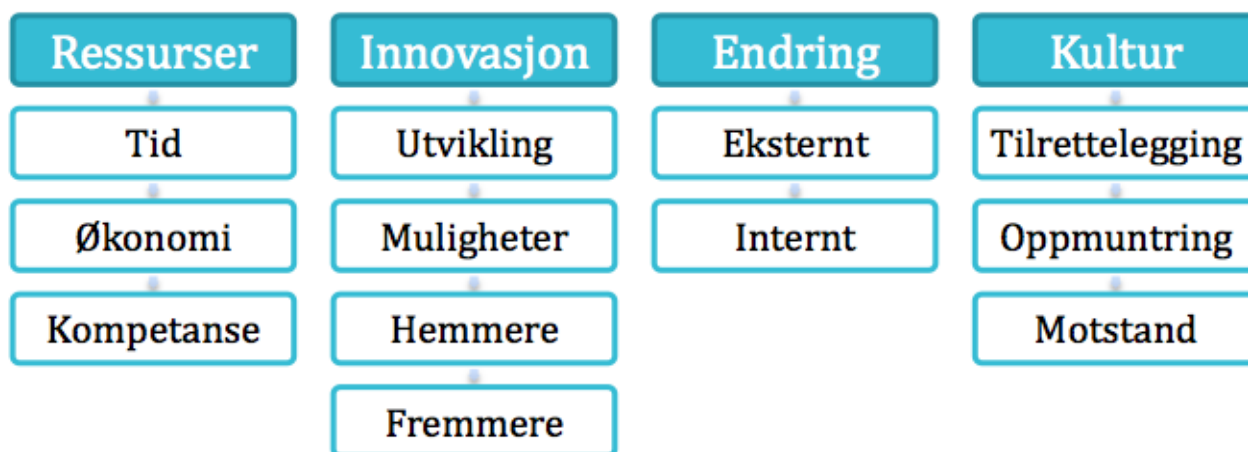 Ressurser
Tid
Økonomi
Kompetanse
Innovasjon
Utvikling
Muligheter
Hemmere
Fremmere
Endring
Eksternt
Internt
Kultur
Tilrettelegging
Oppmuntring
Motstand